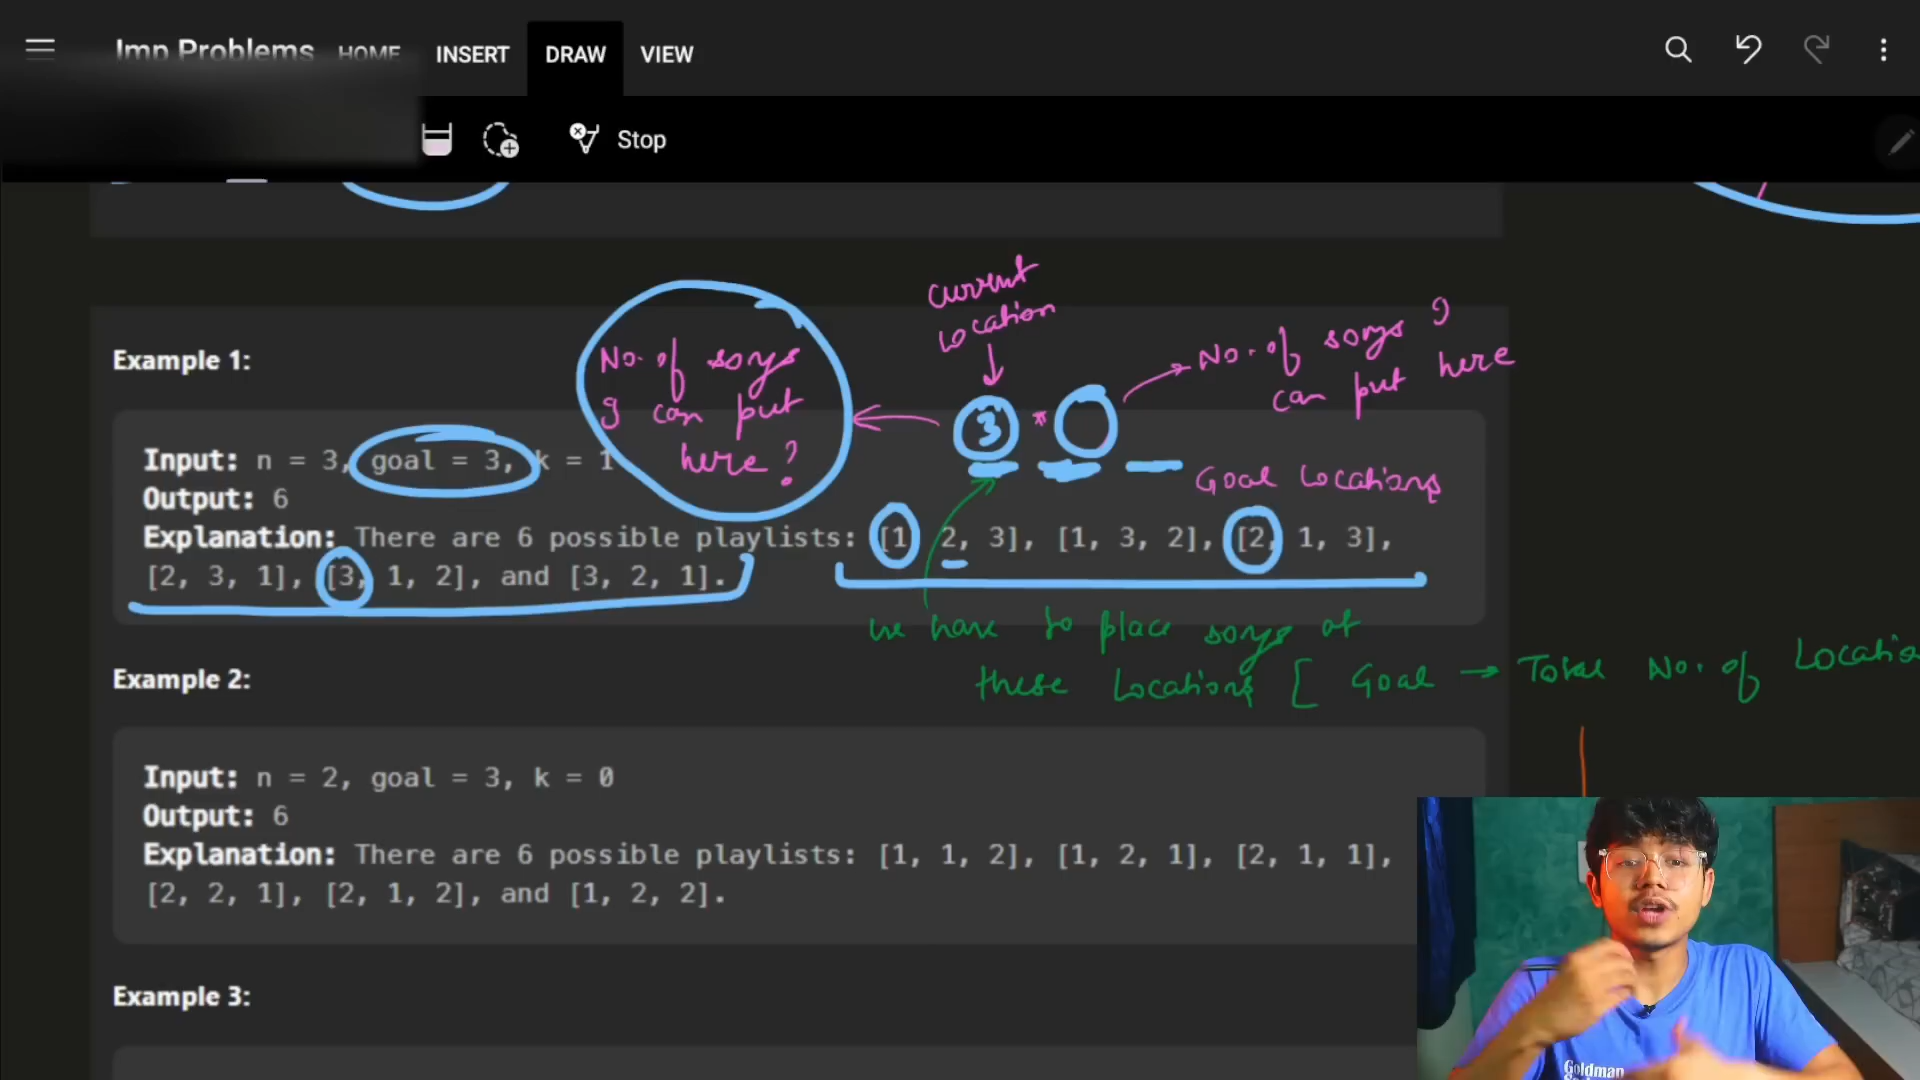 Imp Problems HOME INSERT DRAW VIEW
Stop
current
Location
No. of songs
I can put
here?
3 *
No. of songs I
can put here
Example 1:
Input: n = 3, goal = 3, k = 1
Goal Locations
Output: 6
Explanation: There are 6 possible playlists: [1, 2, 3], [1, 3, 2], [2, 1, 3],
[2, 3, 1], [3, 1, 2], and [3, 2, 1].
we have to place songs at
these Locations [ Goal → Total No. of Locatio
Example 2:
Input: n = 2, goal = 3, k = 0
Output: 6
Explanation: There are 6 possible playlists: [1, 1, 2], [1, 2, 1], [2, 1, 1],
[2, 2, 1], [2, 1, 2], and [1, 2, 2].
Example 3:
Goldman